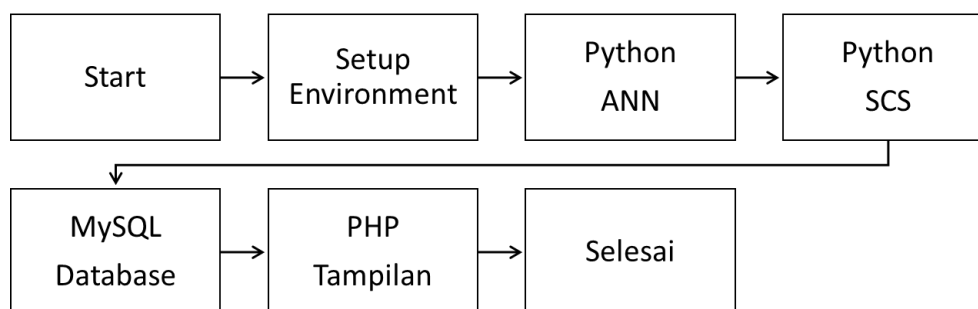 Start
Setup
Environment
Python
ANN
Python
SCS
MySQL
Database
PHP
Tampilan
Selesai